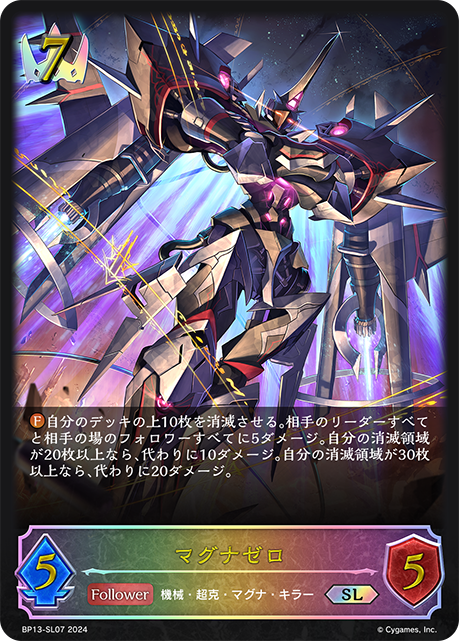 7
F 自分のデッキの上10枚を消滅させる。相手のリーダーすべて
と相手の場のフォロワーすべてに5ダメージ。自分の消滅領域
が20枚以上なら、代わりに10ダメージ。自分の消滅領域が30枚
以上なら、代わりに20ダメージ。
マグナゼロ
5
5
Follower 機械・超克・マグナ・キラー SL
BP13-SL07 2024 © Cygames, Inc.